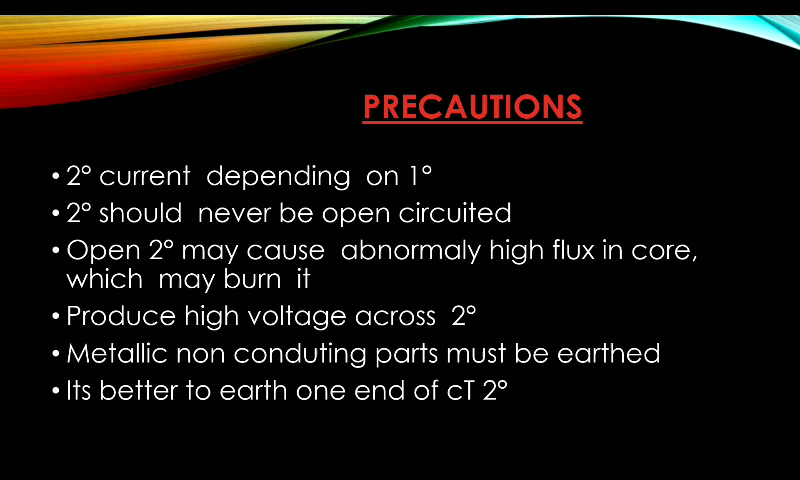 PRECAUTIONS
• 2° current depending on 1°
• 2° should never be open circuited
• Open 2° may cause abnormaly high flux in core,
which may burn it
• Produce high voltage across 2°
• Metallic non conduting parts must be earthed
• Its better to earth one end of cT 2°